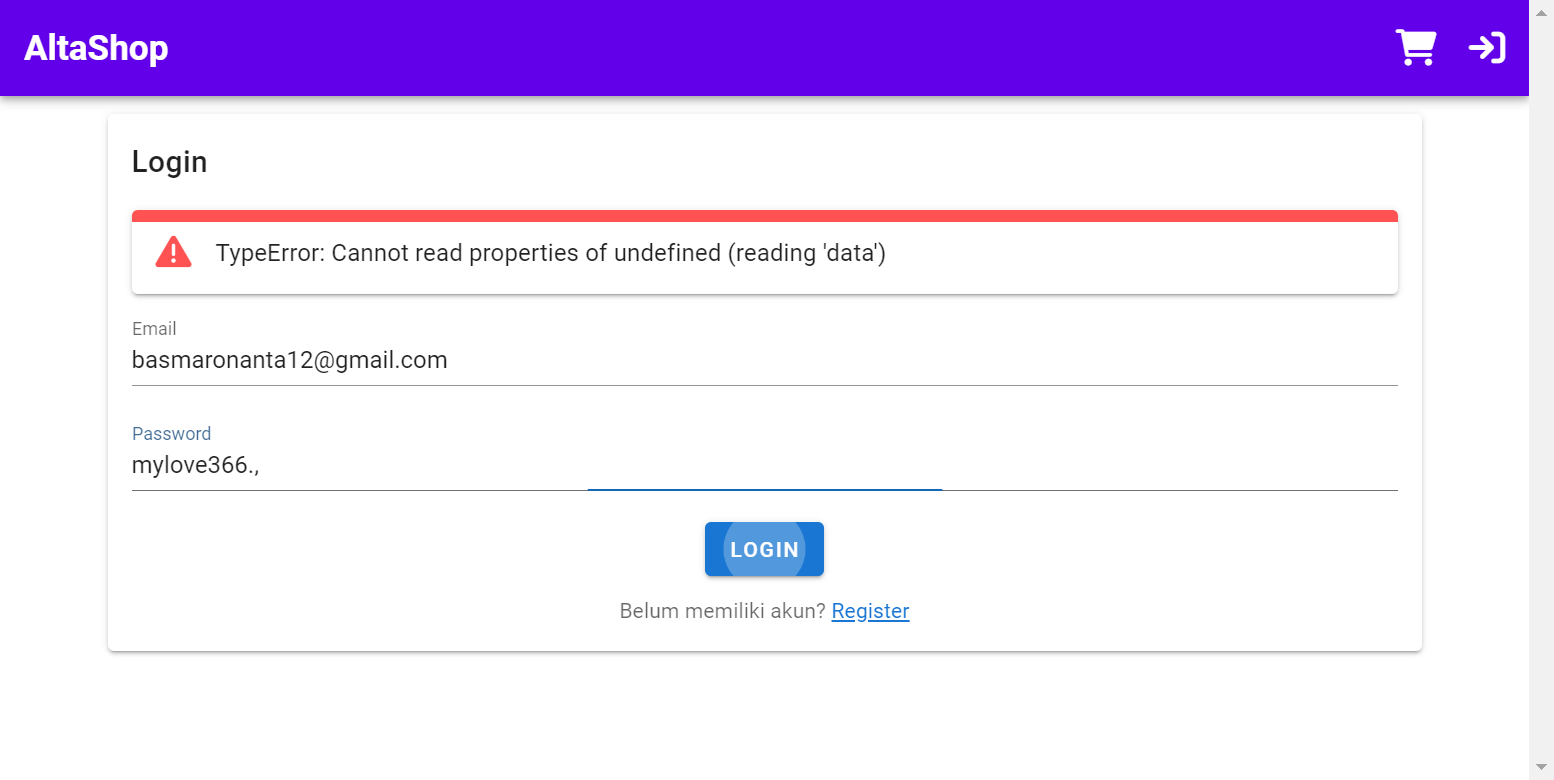 AltaShop
Login
TypeError: Cannot read properties of undefined (reading 'data')
Email
basmaronanta12@gmail.com
Password
mylove366.,
LOGIN
Belum memiliki akun? Register